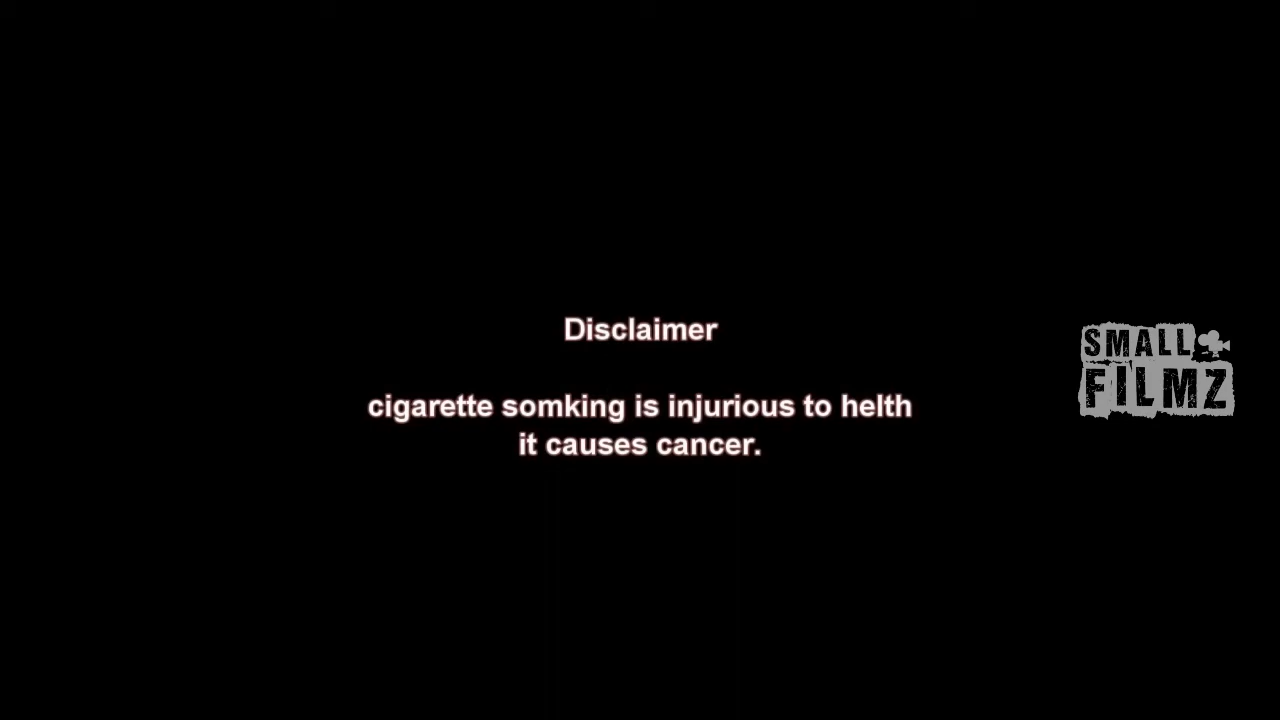 Disclaimer
cigarette somking is injurious to helth
it causes cancer.
SMALL
FILMZ